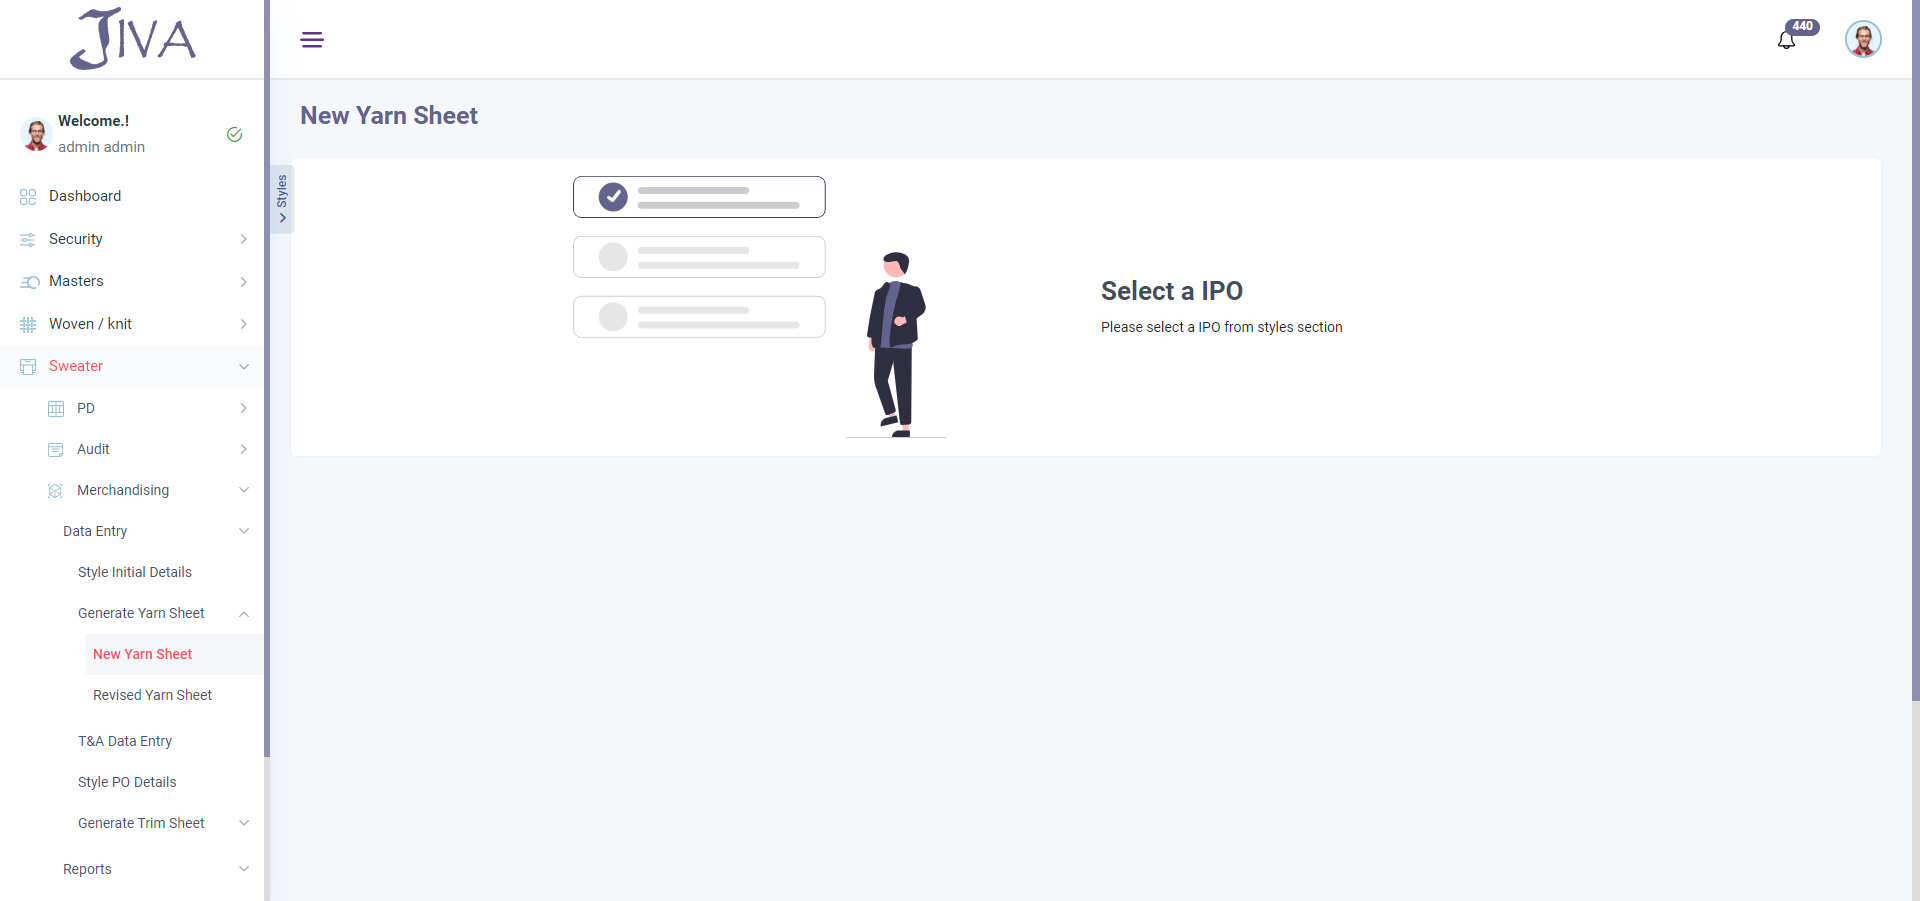 JIVA
440
Welcome.!
admin admin
Dashboard
Security
Masters
Woven / knit
Sweater
PD
Audit
Merchandising
Data Entry
Style Initial Details
Generate Yarn Sheet
New Yarn Sheet
Revised Yarn Sheet
T&A Data Entry
Style PO Details
Generate Trim Sheet
Reports
Styles
New Yarn Sheet
Select a IPO
Please select a IPO from styles section